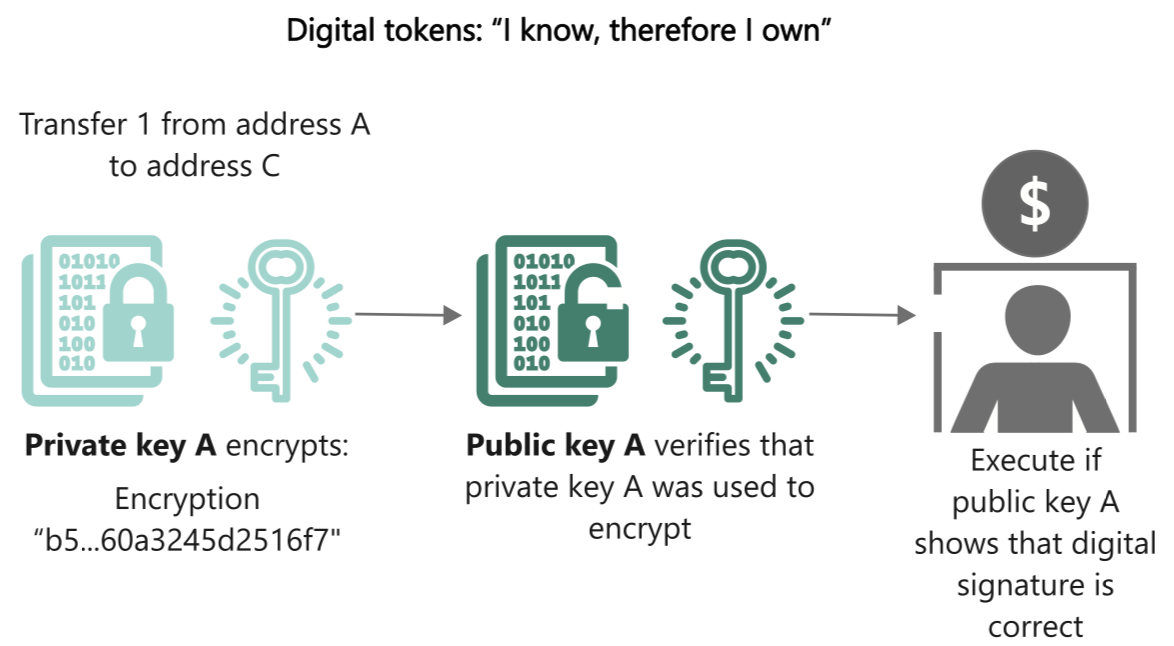 Digital tokens: “I know, therefore I own”
Transfer 1 from address A
to address C
01010
1011
101
010
100
010
01010
1011
101
010
100
010
$
Private key A encrypts:
Encryption
“b5...60a3245d2516f7"
Public key A verifies that
private key A was used to
encrypt
Execute if
public key A
shows that digital
signature is
correct